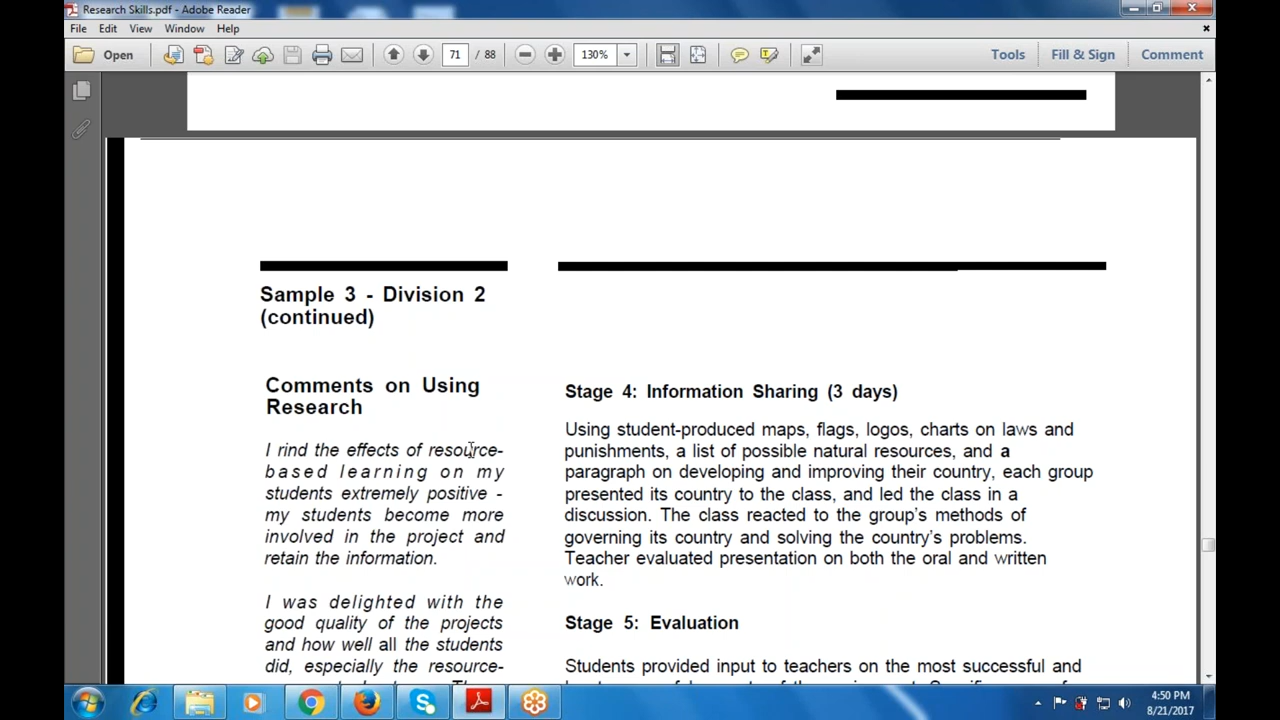 Research Skills.pdf - Adobe Reader
File Edit View Window Help
Open 71 / 88 130% Tools Fill & Sign Comment
Sample 3 - Division 2
(continued)
Comments on Using
Research
I rind the effects of resource-
based learning on my
students extremely positive -
my students become more
involved in the project and
retain the information.
I was delighted with the
good quality of the projects
and how well all the students
did, especially the resource-
Stage 4: Information Sharing (3 days)
Using student-produced maps, flags, logos, charts on laws and
punishments, a list of possible natural resources, and a
paragraph on developing and improving their country, each group
presented its country to the class, and led the class in a
discussion. The class reacted to the group's methods of
governing its country and solving the country's problems.
Teacher evaluated presentation on both the oral and written
work.
Stage 5: Evaluation
Students provided input to teachers on the most successful and
4:50 PM
8/21/2017